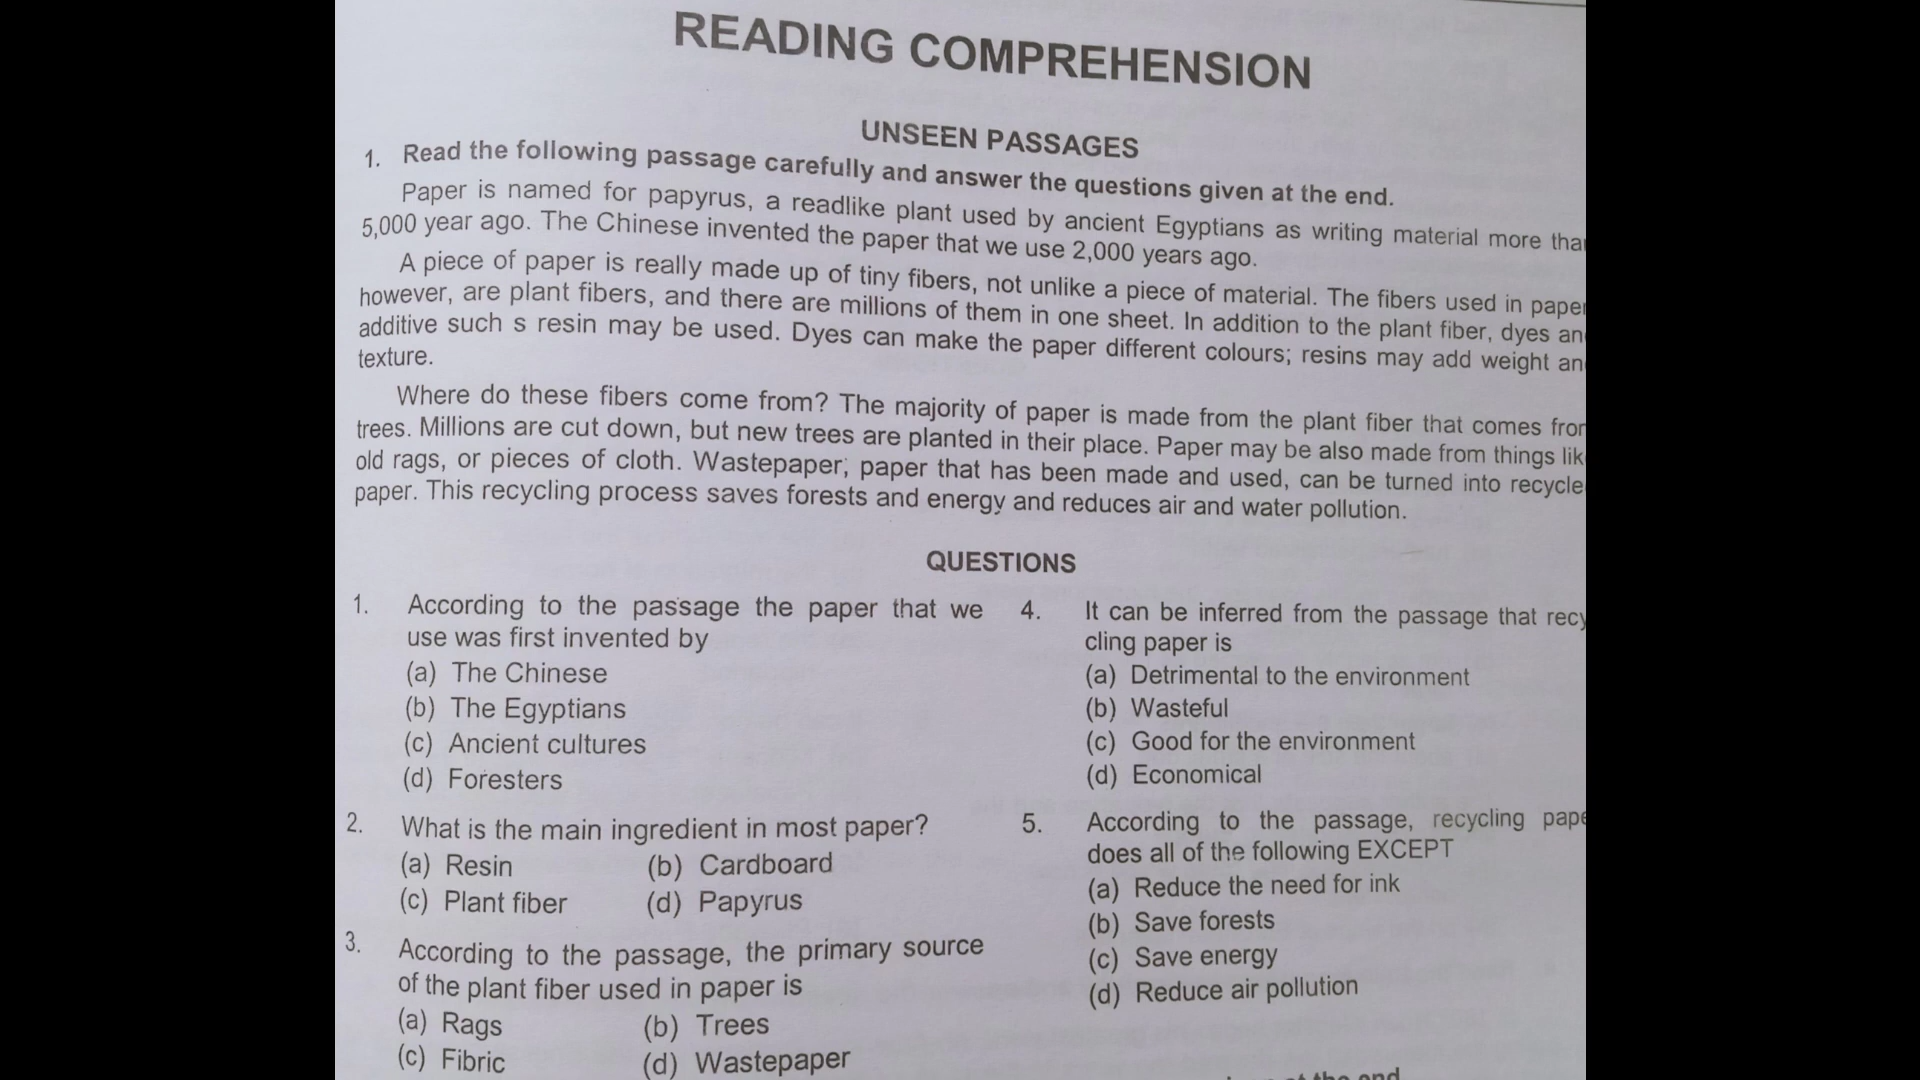 READING COMPREHENSION
UNSEEN PASSAGES
1. Read the following passage carefully and answer the questions given at the end.
Paper is named for papyrus, a readlike plant used by ancient Egyptians as writing material more
5,000 year ago. The Chinese invented the paper that we use 2,000 years ago.
A piece of paper is really made up of tiny fibers, not unlike a piece of material. The fibers used in paper
however, are plant fibers, and there are millions of them in one sheet. In addition to the plant fiber, dyes
additive such s resin may be used. Dyes can make the paper different colours; resins may add weight
texture.
Where do these fibers come from? The majority of paper is made from the plant fiber that comes
trees. Millions are cut down, but new trees are planted in their place. Paper may be also made from things
old rags, or pieces of cloth. Wastepaper, paper that has been made and used, can be turned into
paper. This recycling process saves forests and energy and reduces air and water pollution.
QUESTIONS
1. According to the passage the paper that we
use was first invented by
(a) The Chinese
(b) The Egyptians
(c) Ancient cultures
(d) Foresters
2. What is the main ingredient in most paper?
(a) Resin (b) Cardboard
(c) Plant fiber (d) Papyrus
3. According to the passage, the primary source
of the plant fiber used in paper is
(a) Rags (b) Trees
(c) Fibric (d) Wastepaper
4. It can be inferred from the passage that recy
cling paper is
(a) Detrimental to the environment
(b) Wasteful
(c) Good for the environment
(d) Economical
5. According to the passage, recycling
does all of the following EXCEPT
(a) Reduce the need for ink
(b) Save forests
(c) Save energy
(d) Reduce air pollution
the end